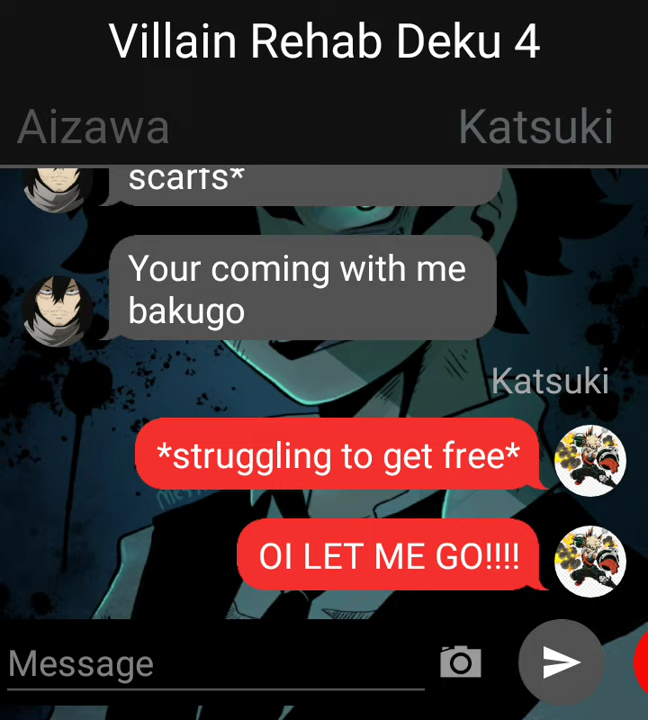 Villain Rehab Deku 4
Aizawa
Katsuki
scarfs*
Your coming with me
bakugo
Katsuki
*struggling to get free*
OI LET ME GO!!!!
Message